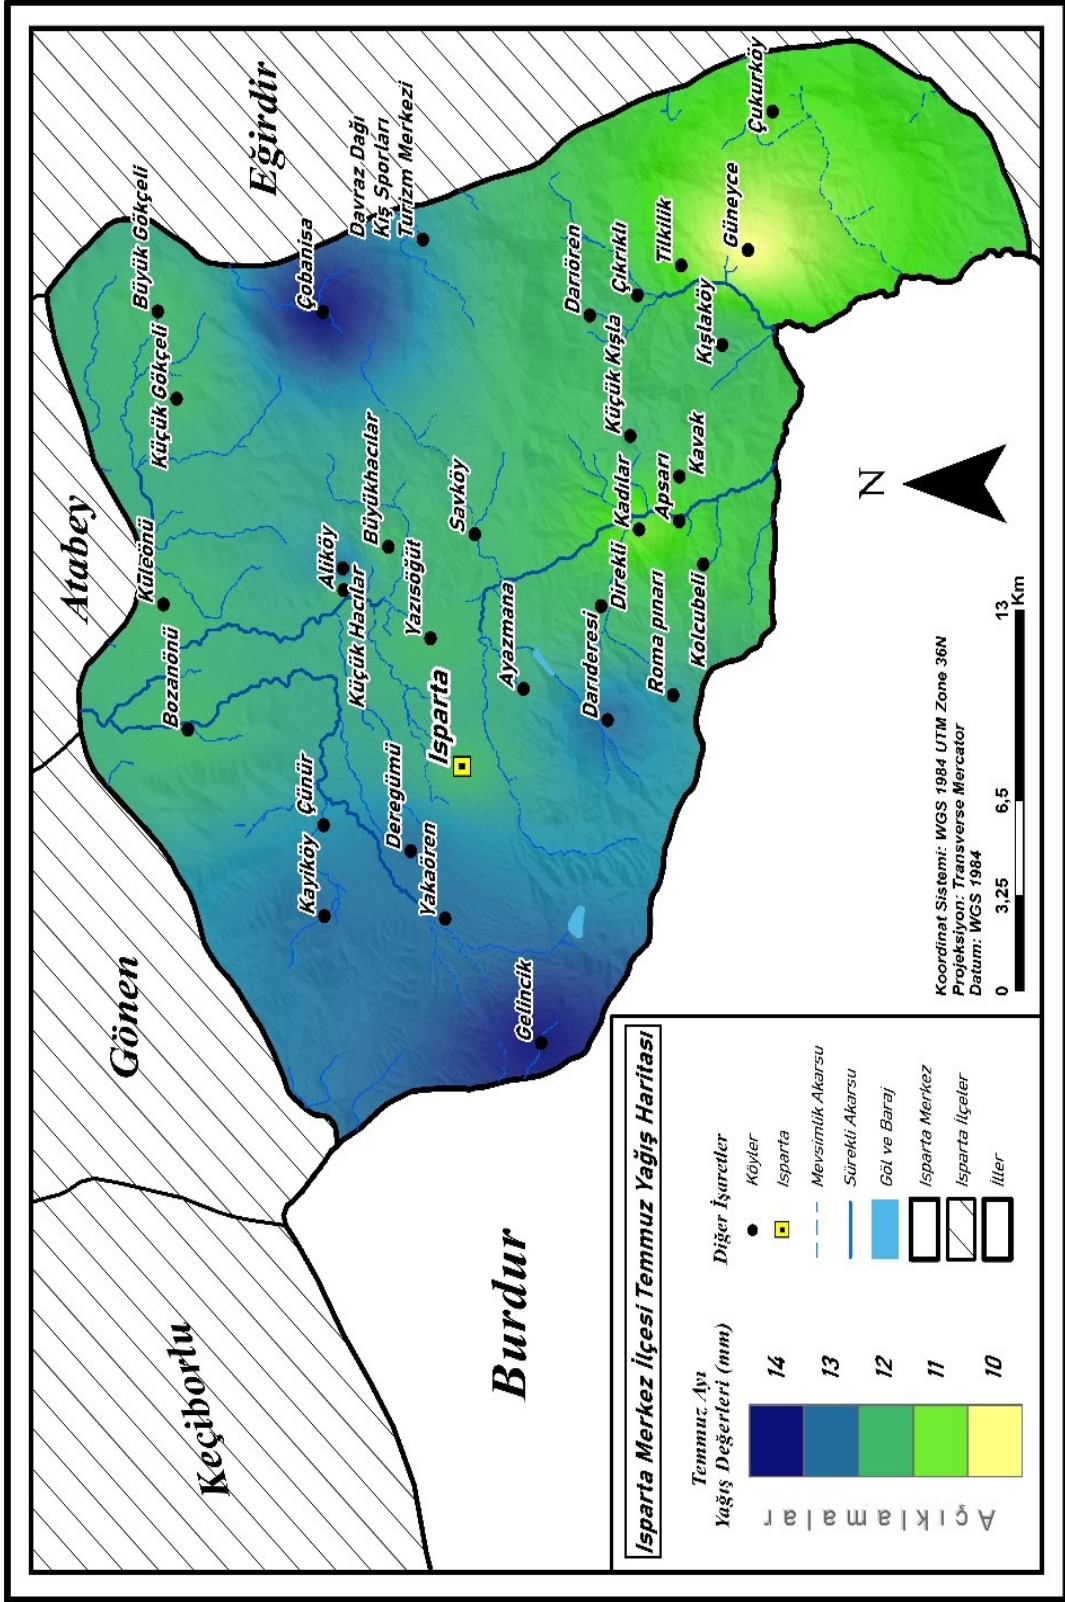 Keçiborlu
Gönen
Atabey
Eğirdir
Burdur
Bozanönü
Küleönü
Küçük Gökçeli
Büyük Gökçeli
Kayıköy
Çünür
Küçük Hacılar
Aliköy
Çobanisa
Davraz Dağı
Kış Sporları
Turizm Merkezi
Deregümü
Büyükhacılar
Yakaören
Isparta
Yazısöğüt
Savköy
Gelincik
Ayazmana
Darıderesi
Direkli
Kadılar
Küçük Kışla
Darıören
Çıkrıklı
Roma pınarı
Kolcubeli
Apsarı
Kavak
Kışlaköy
Tilkilik
Güneyce
Çukurköy
N
Isparta Merkez İlçesi Temmuz Yağış Haritası
Açıklamalar
Temmuz Ayı
Yağış Değerleri (mm)
14
13
12
11
10
Diğer İşaretler
Köyler
Isparta
Mevsimlik Akarsu
Sürekli Akarsu
Göl ve Baraj
Isparta Merkez
Isparta İlçeler
İller
Koordinat Sistemi: WGS 1984 UTM Zone 36N
Projeksiyon: Transverse Mercator
Datum: WGS 1984
0 3,25 6,5 13
Km